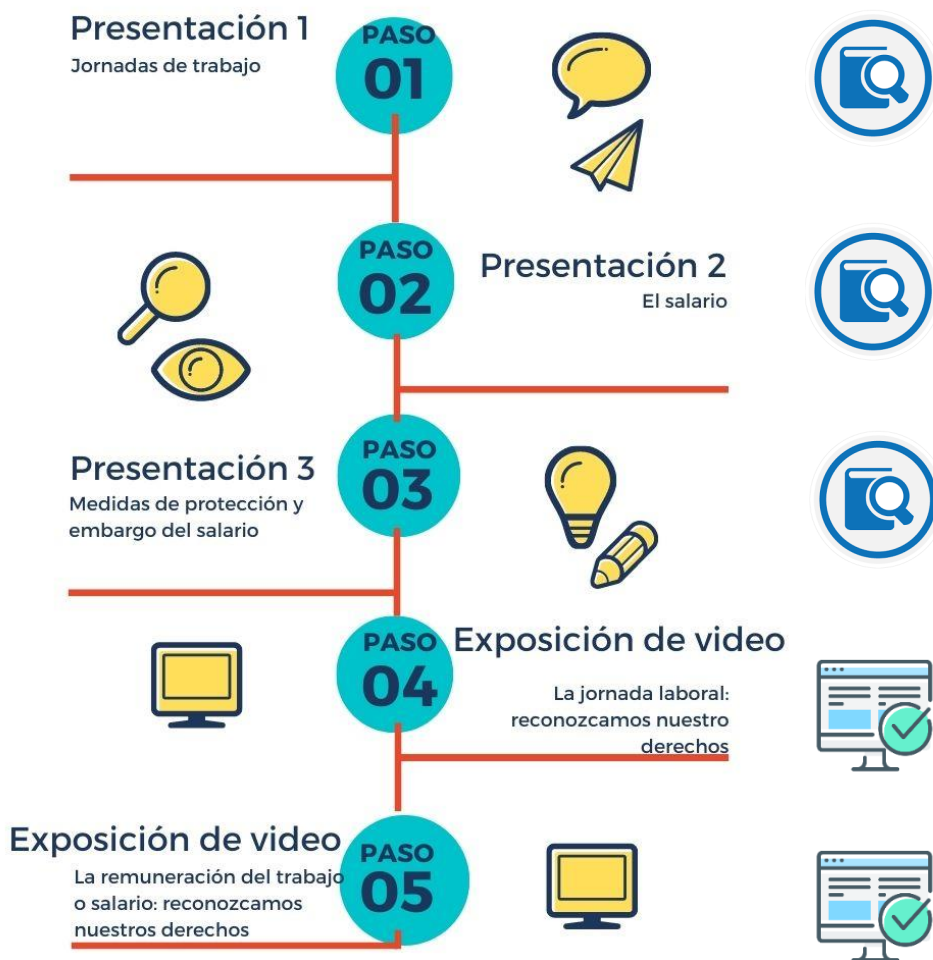 Presentación 1
Jornadas de trabajo
PASO
01
PASO
02
Presentación 2
El salario
Presentación 3
Medidas de protección y
embargo del salario
PASO
03
PASO
04
Exposición de video
La jornada laboral:
reconozcamos nuestro
derechos
Exposición de video
La remuneración del trabajo
o salario: reconozcamos
nuestros derechos
PASO
05